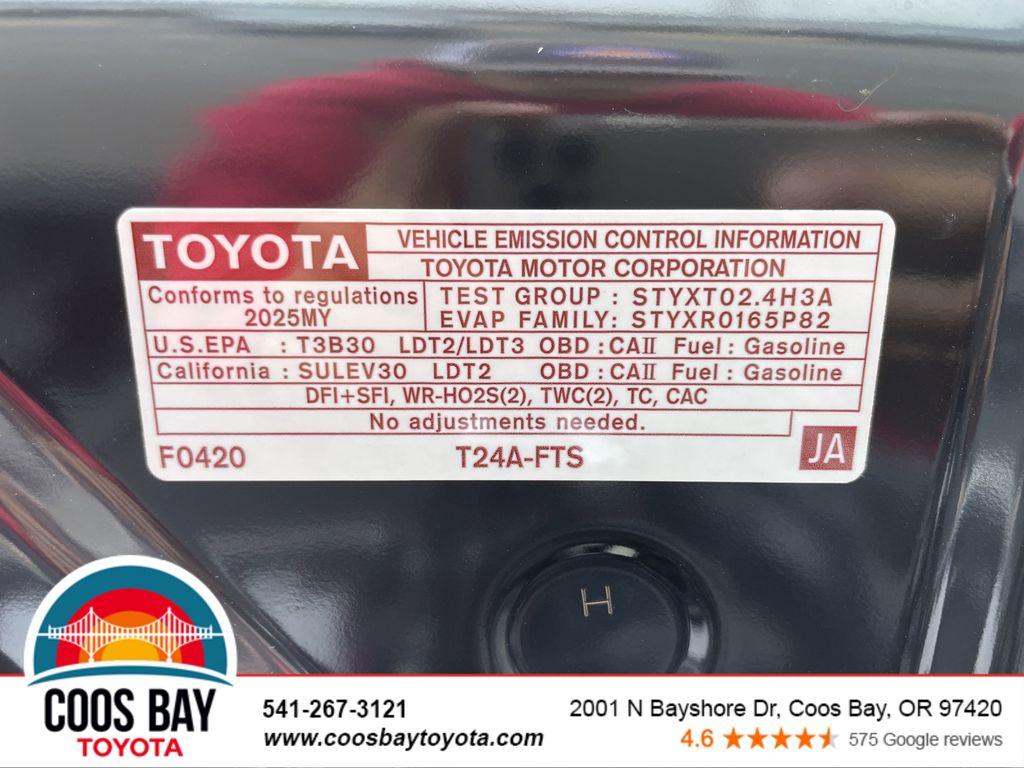 TOYOTA
VEHICLE EMISSION CONTROL INFORMATION
TOYOTA MOTOR CORPORATION
Conforms to regulations
2025MY
TEST GROUP : STYXT02.4H3A
EVAP FAMILY: STYXR0165P82
U.S.EPA : T3B30 LDT2/LDT3 OBD : CAII Fuel : Gasoline
California : SULEV30 LDT2 OBD : CAII Fuel : Gasoline
DFI+SFI, WR-HO2S(2), TWC(2), TC, CAC
No adjustments needed.
F0420 T24A-FTS JA
H
COOS BAY
TOYOTA
541-267-3121
www.coosbaytoyota.com
2001 N Bayshore Dr, Coos Bay, OR 97420
4.6 575 Google reviews